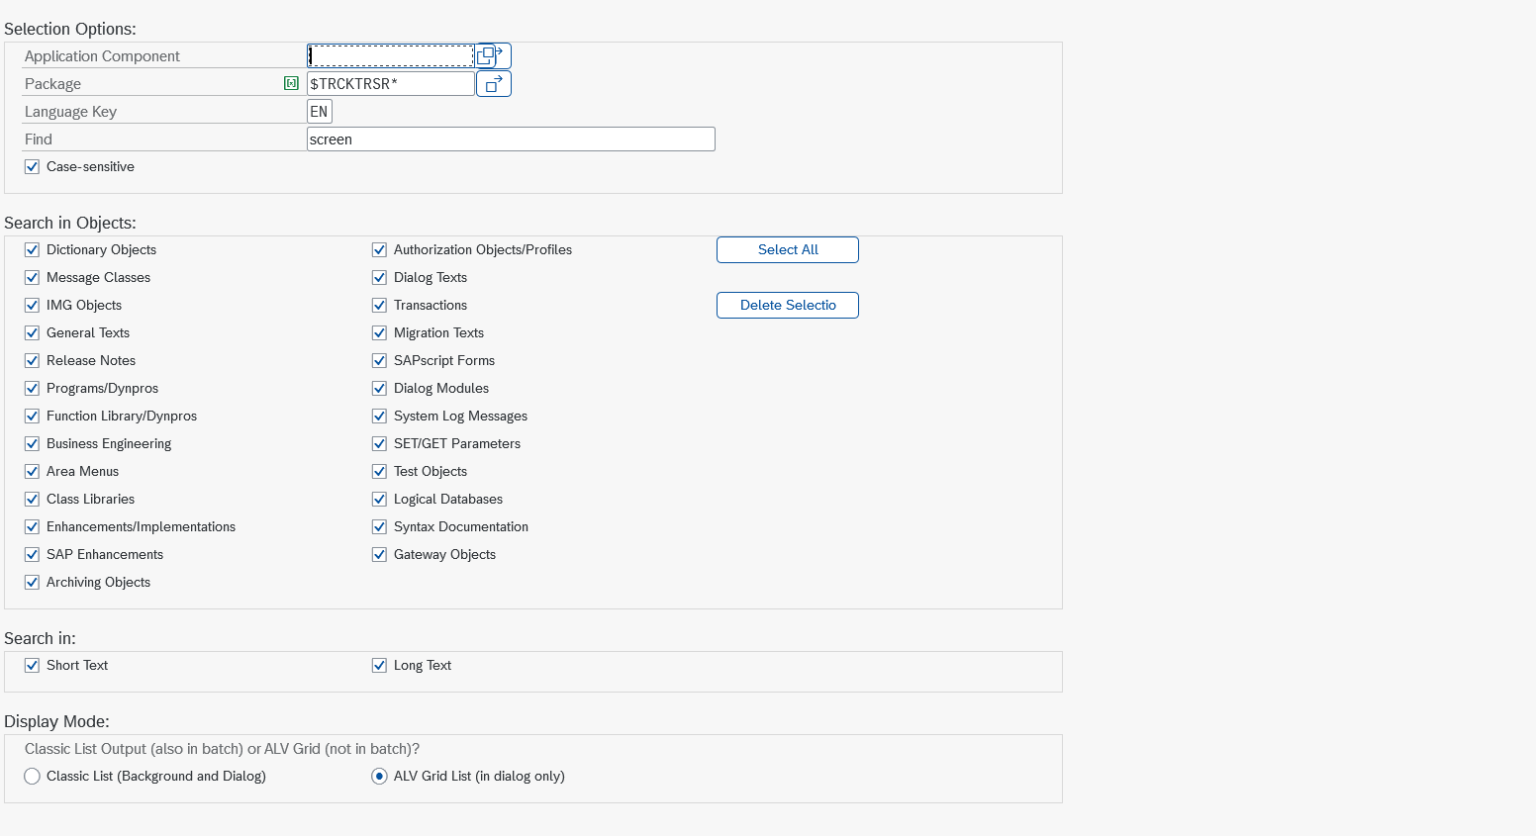 Selection Options:
Application Component
Package $TRCKTRSR*
Language Key EN
Find screen
Case-sensitive
Search in Objects:
Dictionary Objects Authorization Objects/Profiles Select All
Message Classes Dialog Texts
IMG Objects Transactions Delete Selectio
General Texts Migration Texts
Release Notes SAPscript Forms
Programs/Dynpros Dialog Modules
Function Library/Dynpros System Log Messages
Business Engineering SET/GET Parameters
Area Menus Test Objects
Class Libraries Logical Databases
Enhancements/Implementations Syntax Documentation
SAP Enhancements Gateway Objects
Archiving Objects
Search in:
Short Text Long Text
Display Mode:
Classic List Output (also in batch) or ALV Grid (not in batch)?
Classic List (Background and Dialog) ALV Grid List (in dialog only)